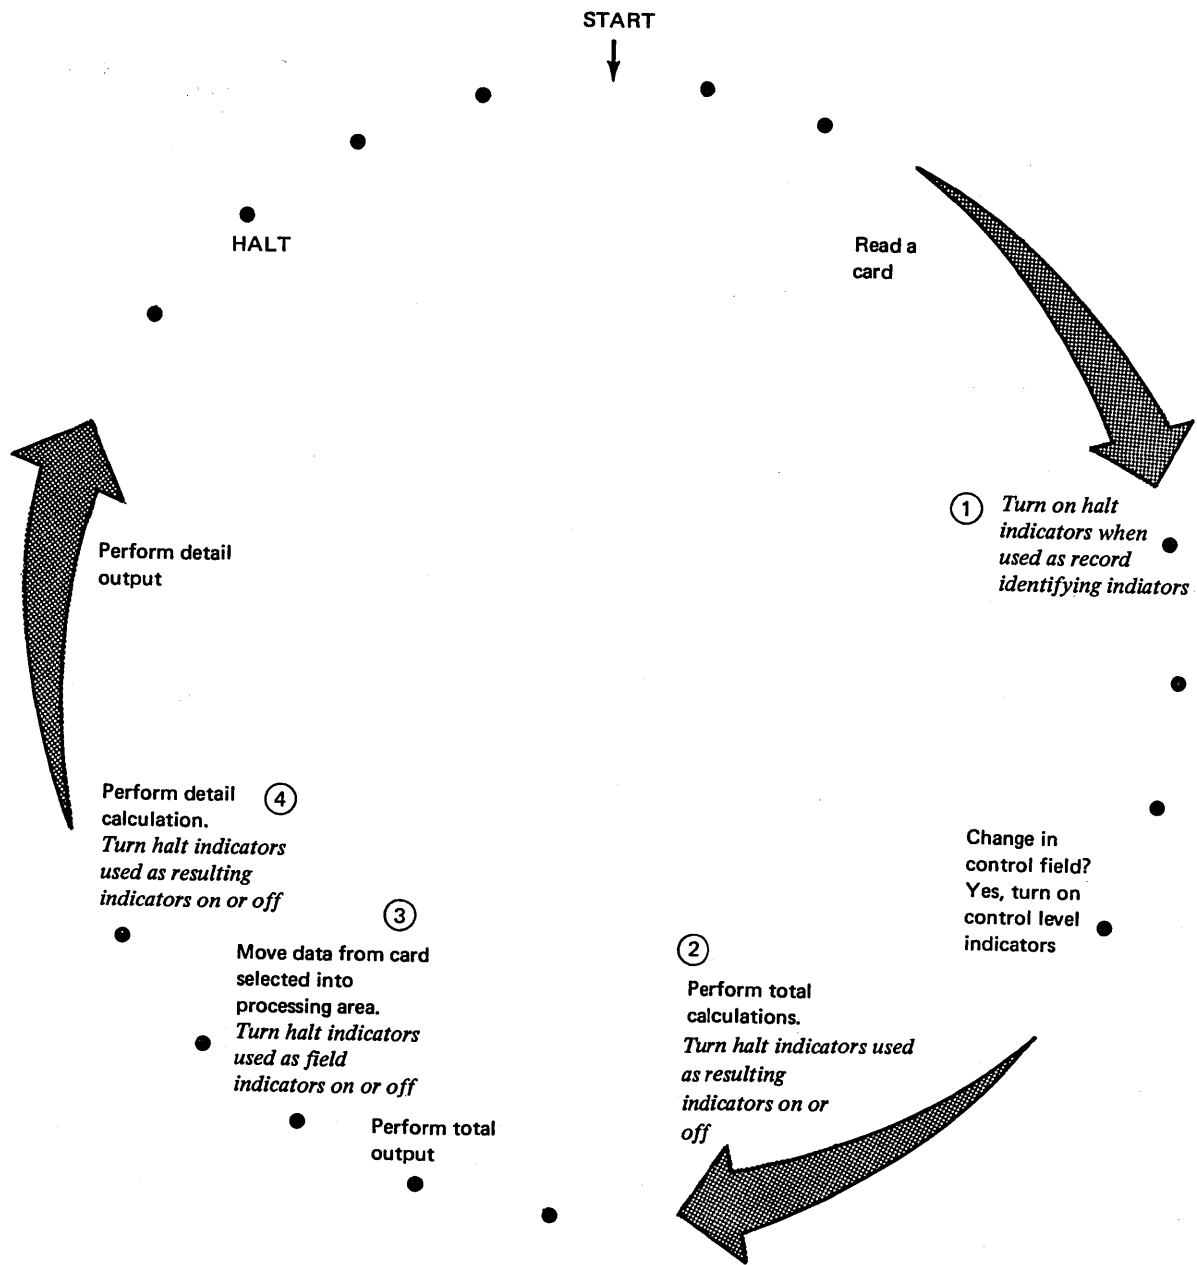 START
HALT
Read a
card
1
Turn on halt
indicators when
used as record
identifying indiators
Change in
control field?
Yes, turn on
control level
indicators
2
Perform total
calculations.
Turn halt indicators used
as resulting
indicators on or
off
Perform total
output
3
Move data from card
selected into
processing area.
Turn halt indicators
used as field
indicators on or off
Perform detail
calculation.
4
Turn halt indicators
used as resulting
indicators on or off
Perform detail
output